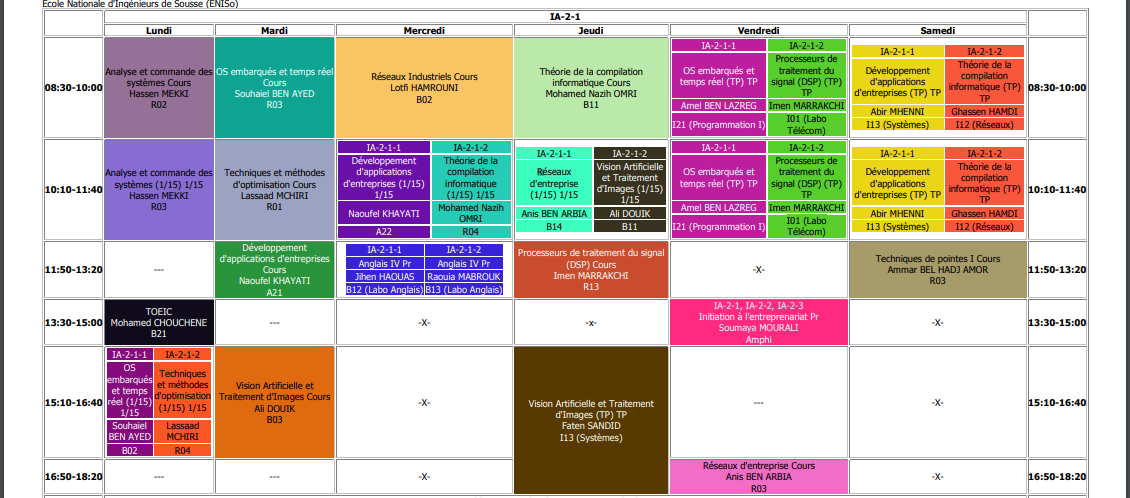 Ecole Nationale d'Ingénieurs de Sousse (ENISo)
IA-2-1
Lundi Mardi Mercredi Jeudi Vendredi Samedi
08:30-10:00
Analyse et commande des
systèmes Cours
Hassen MEKKI
R02
OS embarqués et temps réel
Cours
Souhaiel BEN AYED
R03
Réseaux Industriels Cours
Lotfi HAMROUNI
B02
Théorie de la compilation
informatique Cours
Mohamed Nazih OMRI
B11
IA-2-1-1
OS embarqués et
temps réel (TP) TP
Amel BEN LAZREG
I21 (Programmation I)
IA-2-1-2
Processeurs de
traitement du
signal (DSP) (TP)
TP
Imen MARRAKCHI
I01 (Labo
Télécom)
IA-2-1-1
Développement
d'applications
d'entreprises (TP) TP
Abir MHENNI
I13 (Systèmes)
IA-2-1-2
Théorie de la
compilation
informatique (TP)
TP
Ghassen HAMDI
I12 (Réseaux)
08:30-10:00
10:10-11:40
Analyse et commande des
systèmes (1/15) 1/15
Hassen MEKKI
R03
Techniques et méthodes
d'optimisation Cours
Lassaad MCHIRI
R01
IA-2-1-1
Développement
d'applications
d'entreprises (1/15)
1/15
Naoufel KHAYATI
A22
IA-2-1-2
Théorie de la
compilation
informatique
(1/15) 1/15
Mohamed Nazih
OMRI
R04
IA-2-1-1
Réseaux
d'entreprise
(1/15) 1/15
Anis BEN ARBIA
B14
IA-2-1-2
Vision Artificielle
et Traitement
d'Images (1/15)
1/15
Ali DOUIK
B11
IA-2-1-1
OS embarqués et
temps réel (TP) TP
Amel BEN LAZREG
I21 (Programmation I)
IA-2-1-2
Processeurs de
traitement du
signal (DSP) (TP)
TP
Imen MARRAKCHI
I01 (Labo
Télécom)
IA-2-1-1
Développement
d'applications
d'entreprises (TP) TP
Abir MHENNI
I13 (Systèmes)
IA-2-1-2
Théorie de la
compilation
informatique (TP)
TP
Ghassen HAMDI
I12 (Réseaux)
10:10-11:40
11:50-13:20
---
Développement
d'applications d'entreprises
Cours
Naoufel KHAYATI
A21
IA-2-1-1
Anglais IV Pr
Jihen HAOUAS
B12 (Labo Anglais)
IA-2-1-2
Anglais IV Pr
Raouia MABROUK
B13 (Labo Anglais)
Processeurs de traitement du signal
(DSP) Cours
Imen MARRAKCHI
R13
-X-
Techniques de pointes I Cours
Ammar BEL HADJ AMOR
R03
11:50-13:20
13:30-15:00
TOEIC
Mohamed CHOUCHENE
B21
---
-X-
-x-
IA-2-1, IA-2-2, IA-2-3
Initiation à l'entreprenariat Pr
Soumaya MOURALI
Amphi
-X-
13:30-15:00
15:10-16:40
IA-2-1-1
OS
embarqués
et temps
réel (1/15)
1/15
Souhaiel
BEN AYED
B02
IA-2-1-2
Techniques
et méthodes
d'optimisation
(1/15) 1/15
Lassaad
MCHIRI
R04
Vision Artificielle et
Traitement d'Images Cours
Ali DOUIK
B03
-X-
Vision Artificielle et Traitement
d'Images (TP) TP
Faten SANDID
I13 (Systèmes)
---
-X-
15:10-16:40
16:50-18:20
---
---
-X-
Réseaux d'entreprise Cours
Anis BEN ARBIA
R03
-X-
16:50-18:20